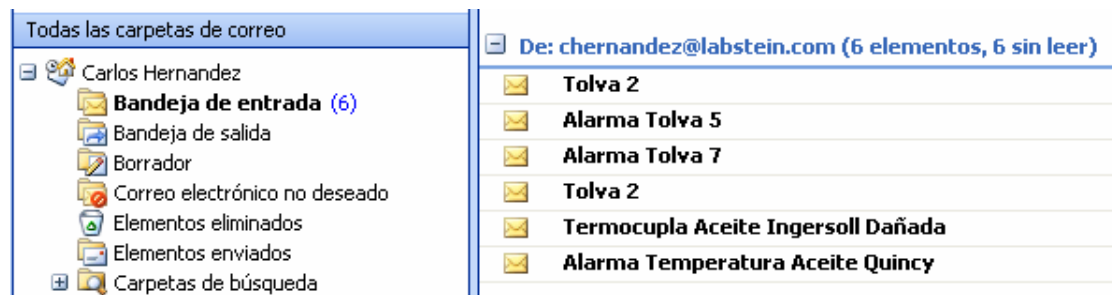 Todas las carpetas de correo
Carlos Hernandez
Bandeja de entrada (6)
Bandeja de salida
Borrador
Correo electrónico no deseado
Elementos eliminados
Elementos enviados
Carpetas de búsqueda
De: chernandez@labstein.com (6 elementos, 6 sin leer)
Tolva 2
Alarma Tolva 5
Alarma Tolva 7
Tolva 2
Termocupla Aceite Ingersoll Dañada
Alarma Temperatura Aceite Quincy